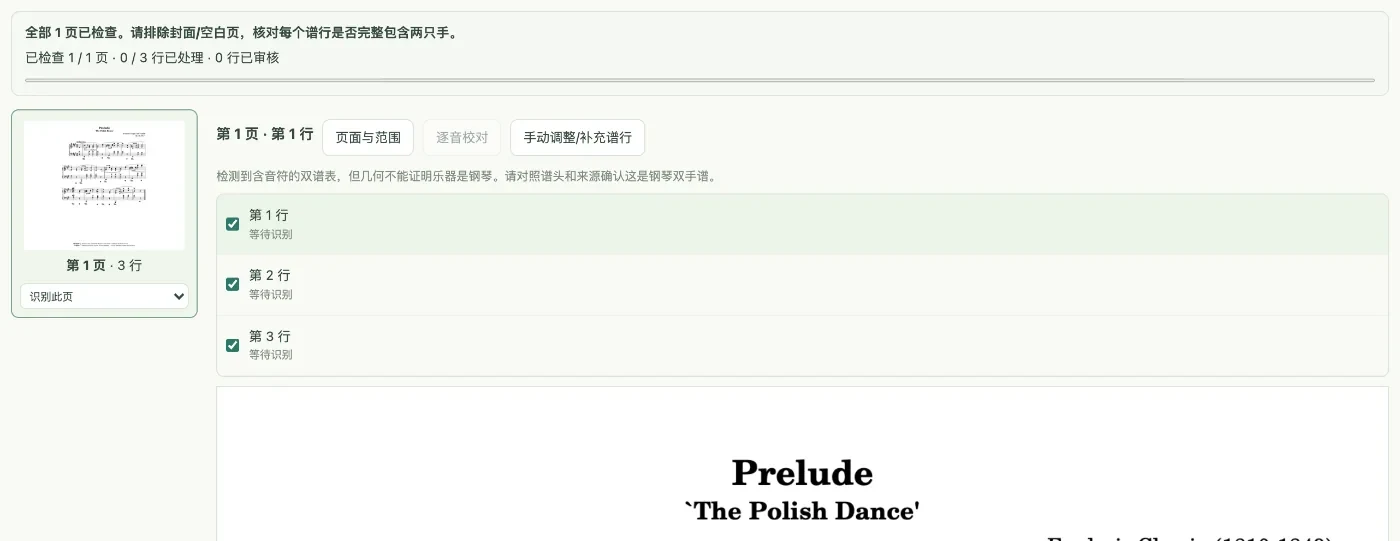 全部 1 页已检查。请排除封面/空白页，核对每个谱行是否完整包含两只手。
已检查 1 / 1 页 · 0 / 3 行已处理 · 0 行已审核
第 1 页 · 3 行
识别此页
第 1 页 · 第 1 行 页面与范围 逐音校对 手动调整/补充谱行
检测到含音符的双谱表，但几何不能证明乐器是钢琴。请对照谱头和来源确认这是钢琴双手谱。
第 1 行
等待识别
第 2 行
等待识别
第 3 行
等待识别
Prelude
`The Polish Dance'